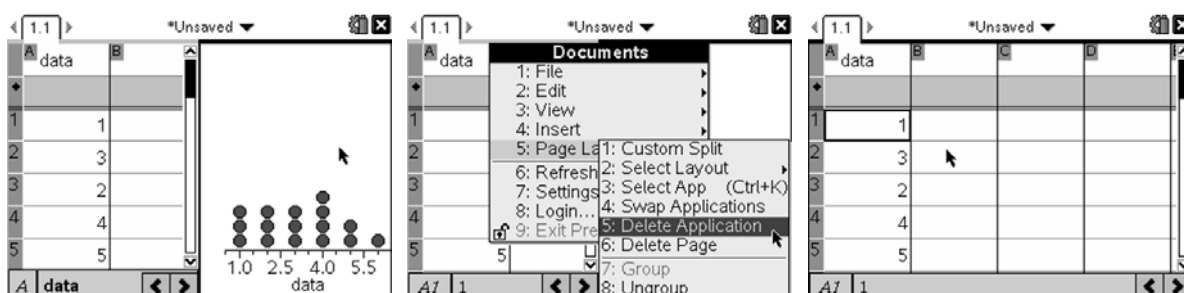 1.1 *Unsaved
A data B
1 1
2 3
3 2
4 4
5 5
A data
1.0 2.5 4.0 5.5
data
1.1 *Unsaved
A data
Documents
1: File
2: Edit
3: View
4: Insert
5: Page La
1: Custom Split
2: Select Layout
3: Select App (Ctrl+K)
4: Swap Applications
5: Delete Application
6: Delete Page
7: Group
8: Ungroup
6: Refresh
7: Settings
8: Login...
9: Exit Pre
1
2
3
4
5 5
A1 1
1.1 *Unsaved
A data B C D
1 1
2 3
3 2
4 4
5 5
A1 1